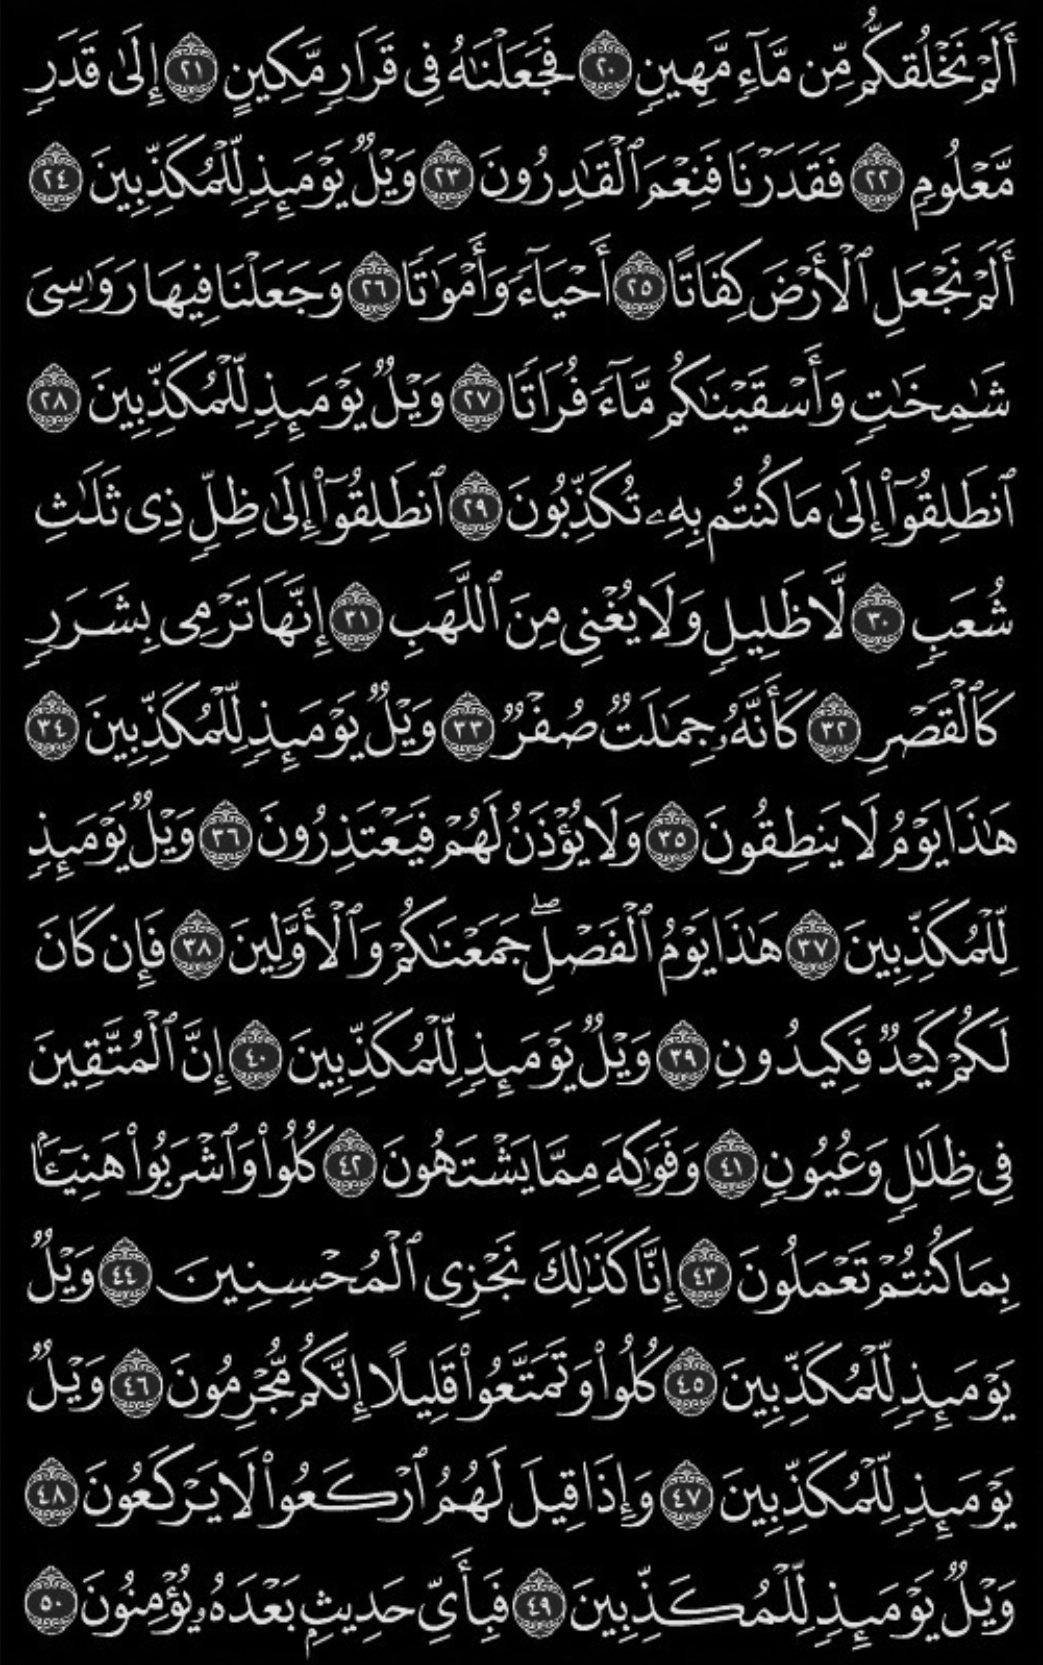 أَلَمْ نَخْلُقكُّم مِّن مَّآءٍ مَّهِينٍ ٢٠ فَجَعَلْنَٰهُ فِى قَرَارٍ مَّكِينٍ ٢١ إِلَىٰ قَدَرٍ
مَّعْلُومٍ ٢٢ فَقَدَرْنَا فَنِعْمَ ٱلْقَٰدِرُونَ ٢٣ وَيْلٌ يَوْمَئِذٍ لِّلْمُكَذِّبِينَ ٢٤
أَلَمْ نَجْعَلِ ٱلْأَرْضَ كِفَاتًا ٢٥ أَحْيَآءً وَأَمْوَٰتًا ٢٦ وَجَعَلْنَا فِيهَا رَوَٰسِىَ
شَٰمِخَٰتٍ وَأَسْقَيْنَٰكُم مَّآءً فُرَاتًا ٢٧ وَيْلٌ يَوْمَئِذٍ لِّلْمُكَذِّبِينَ ٢٨
ٱنطَلِقُوٓا۟ إِلَىٰ مَا كُنتُم بِهِۦ تُكَذِّبُونَ ٢٩ ٱنطَلِقُوٓا۟ إِلَىٰ ظِلٍّ ذِى ثَلَٰثِ
شُعَبٍ ٣٠ لَّا ظَلِيلٍ وَلَا يُغْنِى مِنَ ٱللَّهَبِ ٣١ إِنَّهَا تَرْمِى بِشَرَرٍ
كَٱلْقَصْرِ ٣٢ كَأَنَّهُۥ جِمَٰلَتٌ صُفْرٌ ٣٣ وَيْلٌ يَوْمَئِذٍ لِّلْمُكَذِّبِينَ ٣٤
هَٰذَا يَوْمُ لَا يَنطِقُونَ ٣٥ وَلَا يُؤْذَنُ لَهُمْ فَيَعْتَذِرُونَ ٣٦ وَيْلٌ يَوْمَئِذٍ
لِّلْمُكَذِّبِينَ ٣٧ هَٰذَا يَوْمُ ٱلْفَصْلِ ۖ جَمَعْنَٰكُمْ وَٱلْأَوَّلِينَ ٣٨ فَإِن كَانَ
لَكُمْ كَيْدٌ فَكِيدُونِ ٣٩ وَيْلٌ يَوْمَئِذٍ لِّلْمُكَذِّبِينَ ٤٠ إِنَّ ٱلْمُتَّقِينَ
فِى ظِلَٰلٍ وَعُيُونٍ ٤١ وَفَوَٰكِهَ مِمَّا يَشْتَهُونَ ٤٢ كُلُوا۟ وَٱشْرَبُوا۟ هَنِيٓـًٔۢا
بِمَا كُنتُمْ تَعْمَلُونَ ٤٣ إِنَّا كَذَٰلِكَ نَجْزِى ٱلْمُحْسِنِينَ ٤٤ وَيْلٌ
يَوْمَئِذٍ لِّلْمُكَذِّبِينَ ٤٥ كُلُوا۟ وَتَمَتَّعُوا۟ قَلِيلًا إِنَّكُم مُّجْرِمُونَ ٤٦ وَيْلٌ
يَوْمَئِذٍ لِّلْمُكَذِّبِينَ ٤٧ وَإِذَا قِيلَ لَهُمُ ٱرْكَعُوا۟ لَا يَرْكَعُونَ ٤٨
وَيْلٌ يَوْمَئِذٍ لِّلْمُكَذِّبِينَ ٤٩ فَبِأَىِّ حَدِيثٍۭ بَعْدَهُۥ يُؤْمِنُونَ ٥٠